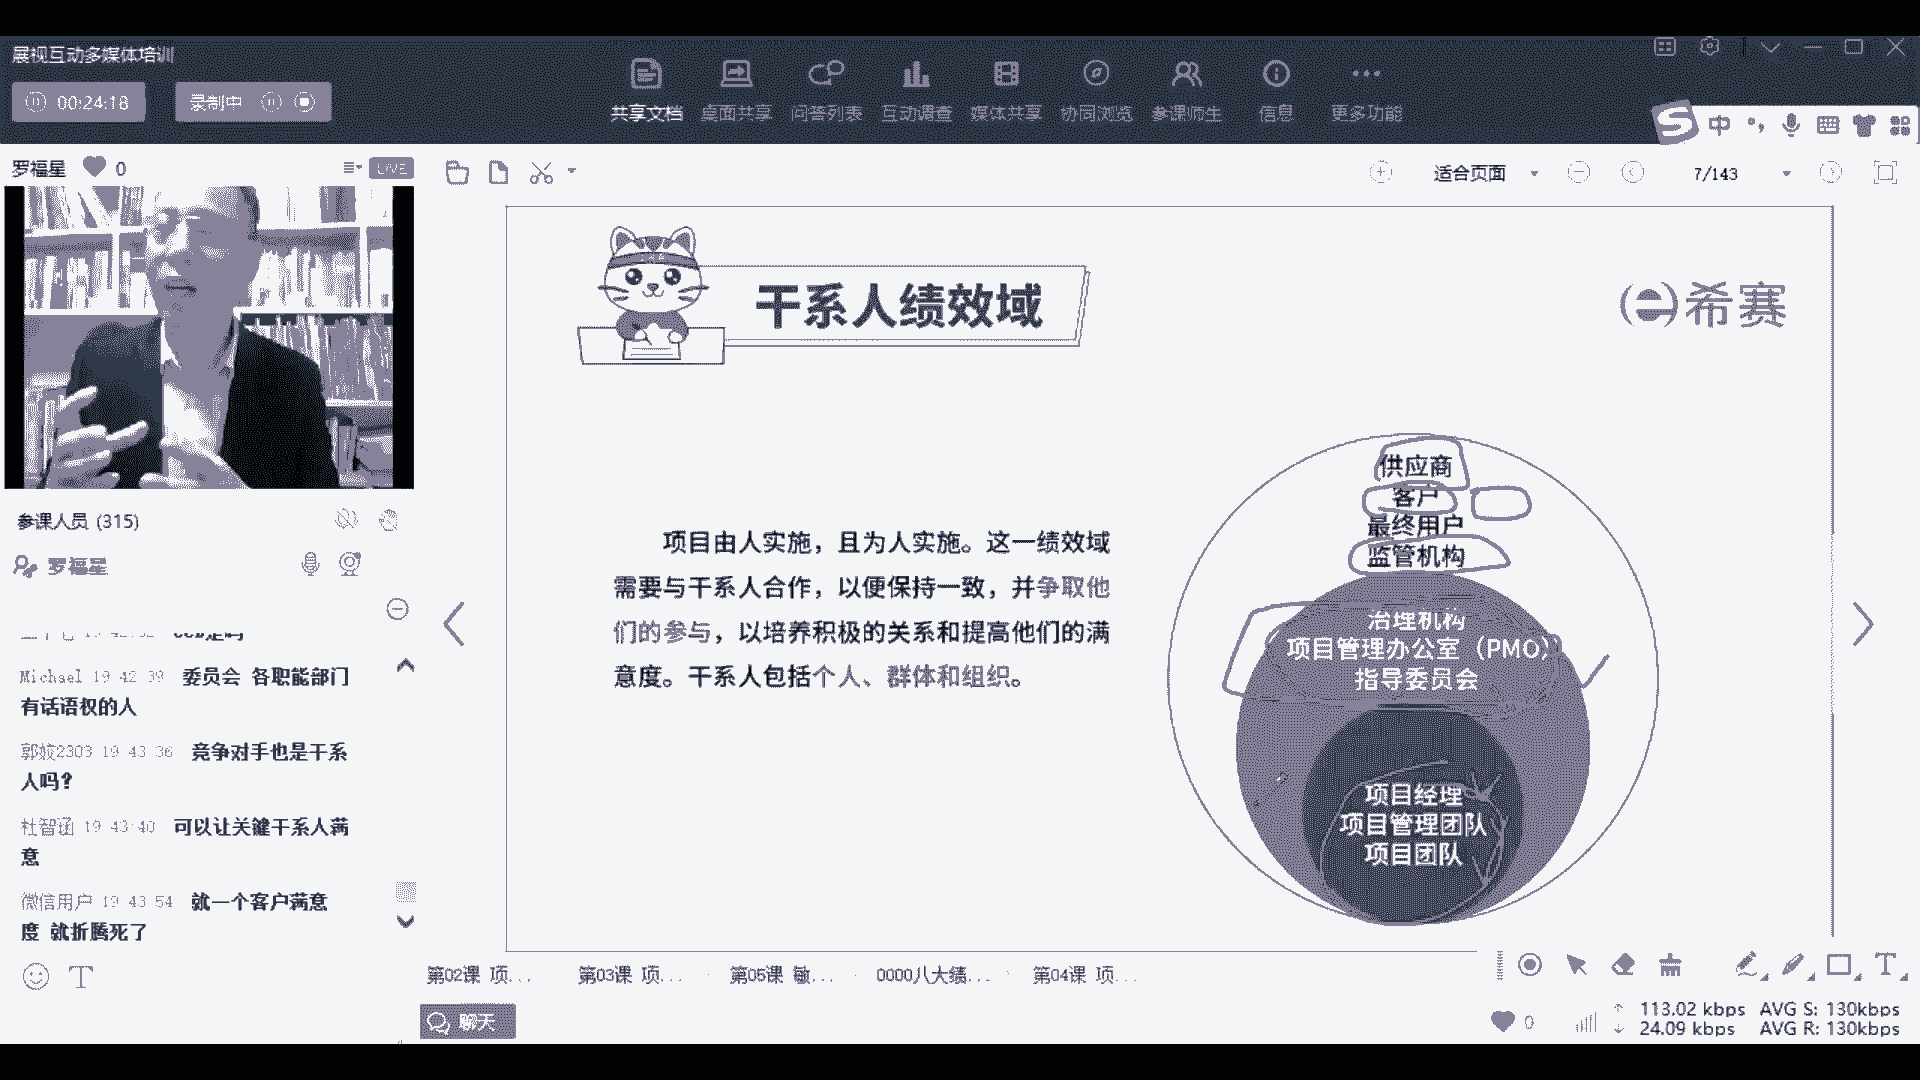 展视互动多媒体培训
00:24:18
录制中
共享文档 桌面共享 问答列表 互动调查 媒体共享 协同浏览 参课师生 信息 更多功能
中
罗福星 0
LIVE
适合页面
7/143
参课人员 (315)
罗福星
Michael 19 42 39 委员会 各职能部门
有话语权的人
郭姣2303 19 43 36 竞争对手也是干系
人吗?
杜智涵 19 43 40 可以让关键干系人满
意
微信用户 19 43 54 就一个客户满意
度 就折腾死了
干系人绩效域
希赛
项目由人实施，且为人实施。这一绩效域
需要与干系人合作，以便保持一致，并争取他
们的参与，以培养积极的关系和提高他们的满
意度。干系人包括个人、群体和组织。
供应商
客户
最终用户
监管机构
治理机构
项目管理办公室（PMO）
指导委员会
项目经理
项目管理团队
项目团队
第02课 项... 第03课 项... 第05课 敏... 0000八大绩... 第04课 项...
聊天
0
113.02 kbps AVG S: 130kbps
24.09 kbps AVG R: 130kbps